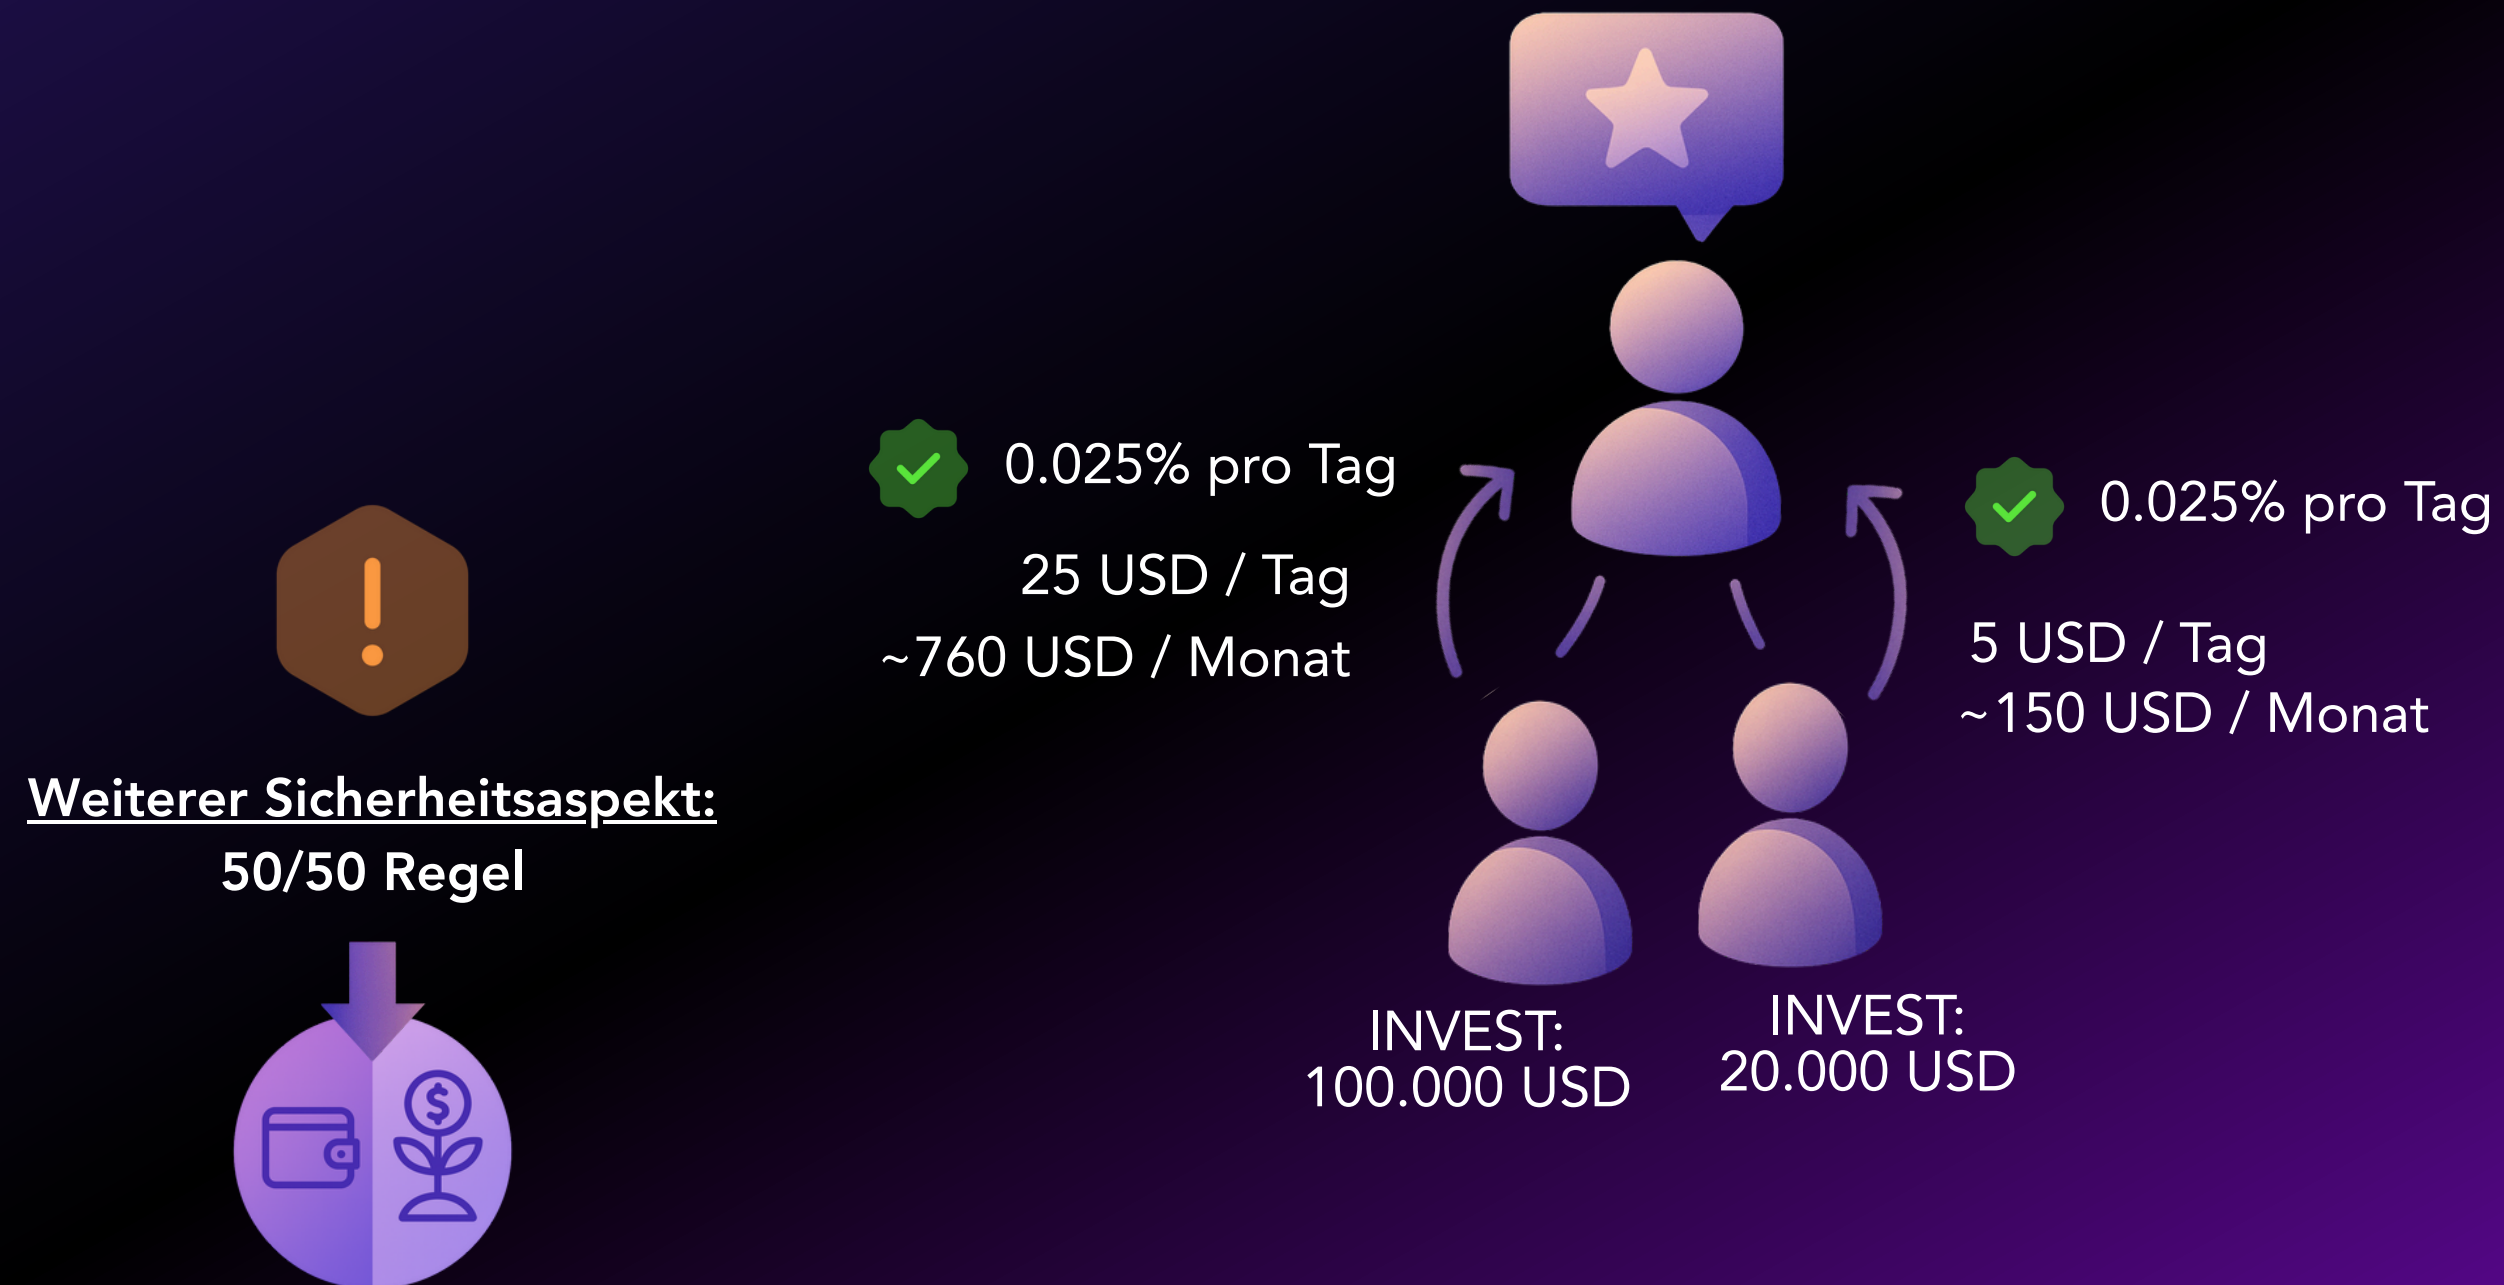 Weiterer Sicherheitsaspekt:
50/50 Regel
0.025% pro Tag
25 USD / Tag
~760 USD / Monat
0.025% pro Tag
5 USD / Tag
~150 USD / Monat
INVEST:
100.000 USD
INVEST:
20.000 USD